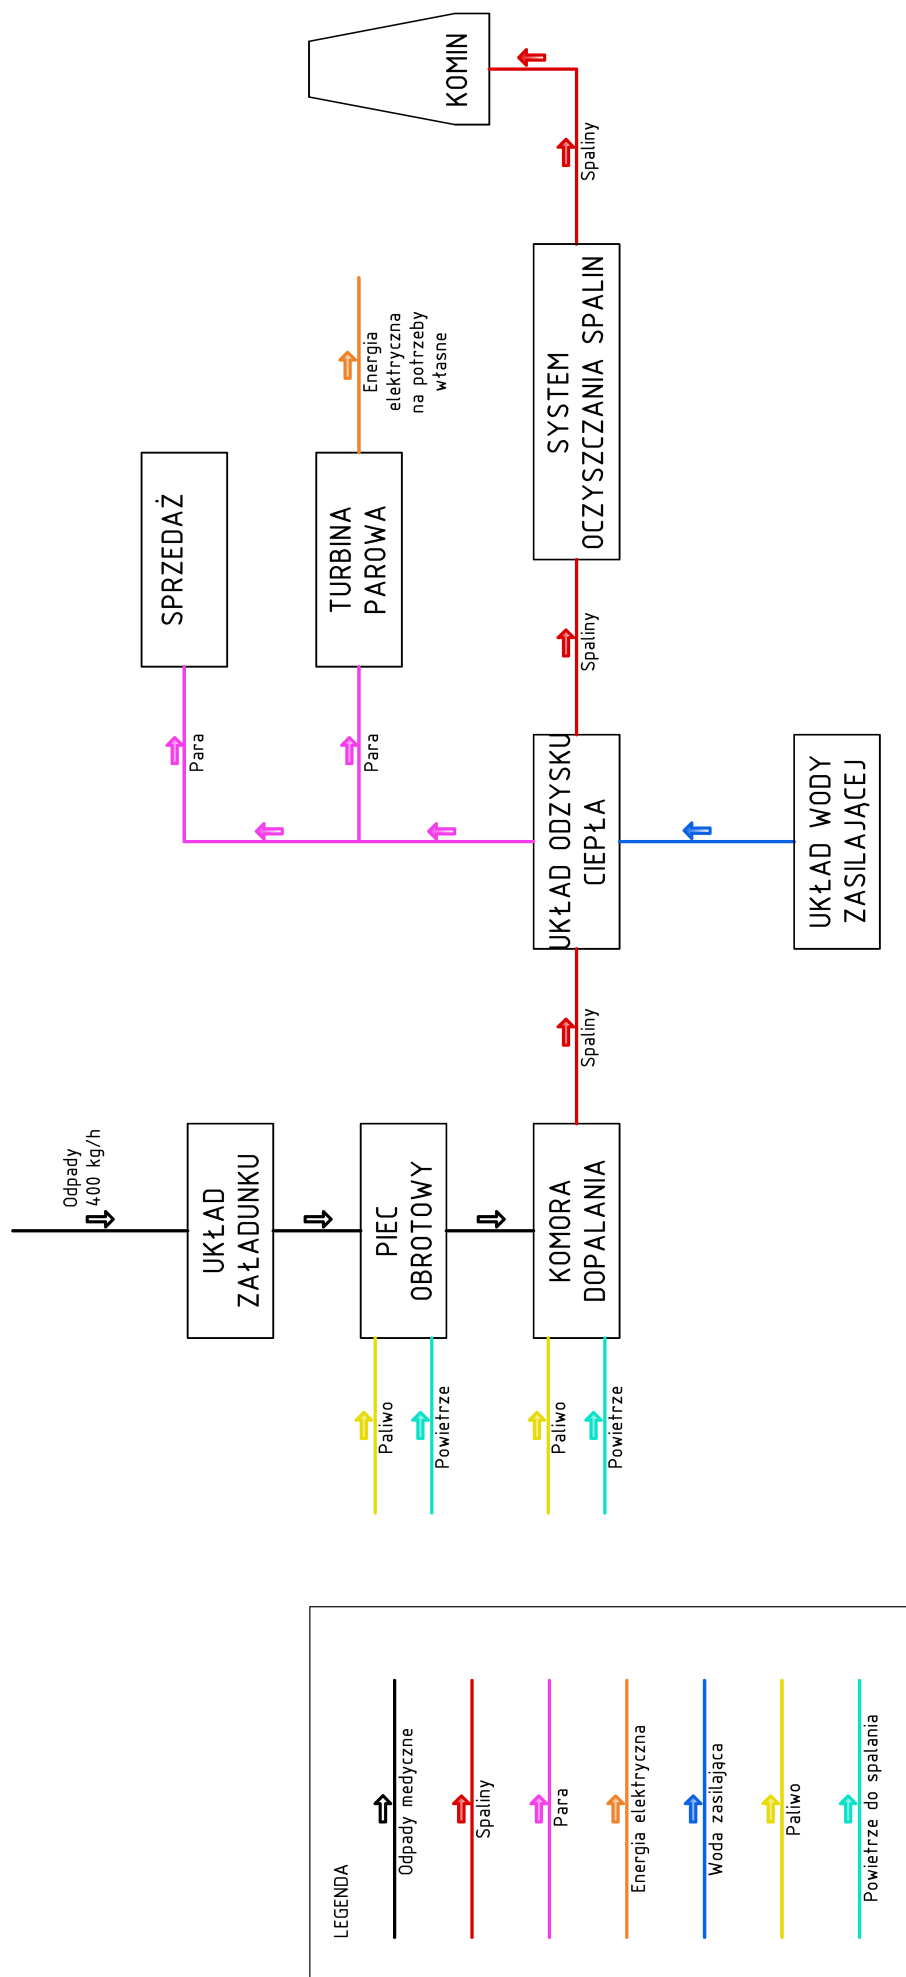 Odpady
400 kg/h
UKŁAD
ZAŁADUNKU
PIEC
OBROTOWY
KOMORA
DOPALANIA
Paliwo
Powietrze
Paliwo
Powietrze
Spaliny
UKŁAD ODZYSKU
CIEPŁA
UKŁAD WODY
ZASILAJĄCEJ
Para
Para
SPRZEDAŻ
TURBINA
PAROWA
Energia
elektryczna
na potrzeby
własne
Spaliny
SYSTEM
OCZYSZCZANIA SPALIN
Spaliny
KOMIN
LEGENDA
Odpady medyczne
Spaliny
Para
Energia elektryczna
Woda zasilająca
Paliwo
Powietrze do spalania